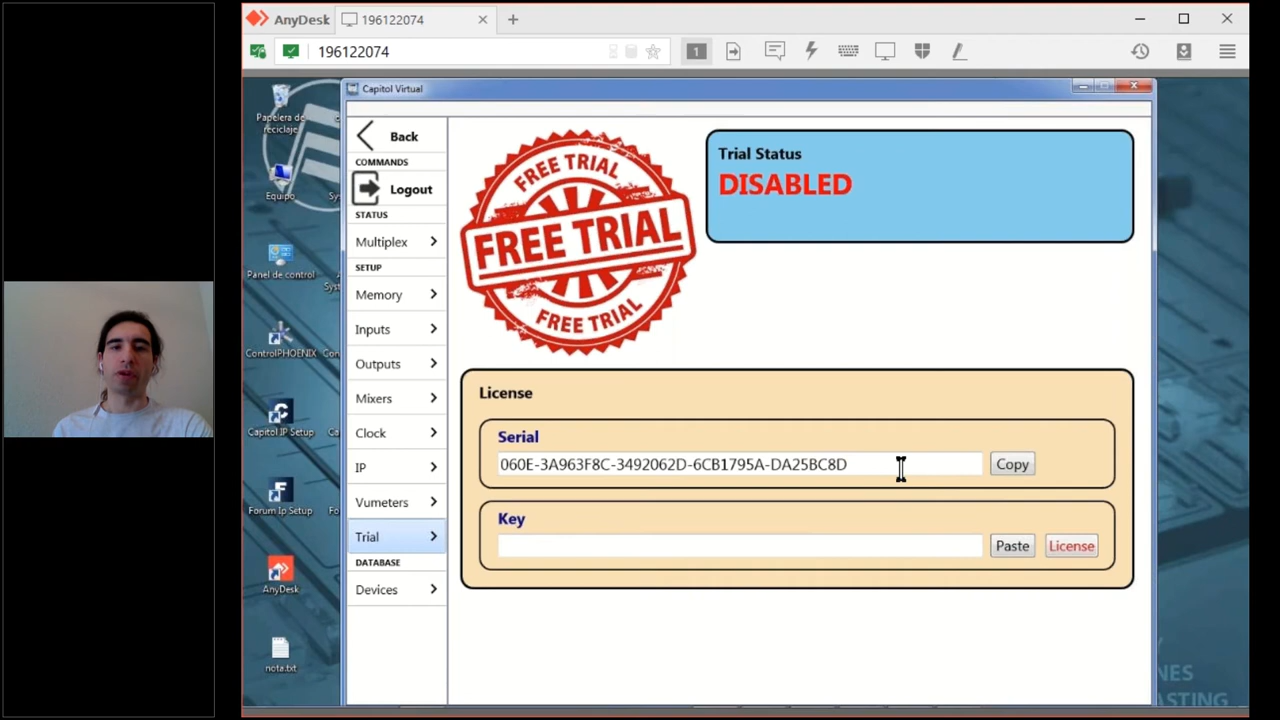 AnyDesk
196122074
196122074
1
Papelera de
reciclaje
Equipo
Panel de control
ControlPHOENIX
Capitol IP Setup
Forum Ip Setup
AnyDesk
nota.txt
Capitol Virtual
Back
COMMANDS
Logout
STATUS
Multiplex
SETUP
Memory
Inputs
Outputs
Mixers
Clock
IP
Vumeters
Trial
DATABASE
Devices
FREE TRIAL
FREE TRIAL
FREE TRIAL
Trial Status
DISABLED
License
Serial
060E-3A963F8C-3492062D-6CB1795A-DA25BC8D
Copy
Key
Paste
License
NES
ASTING